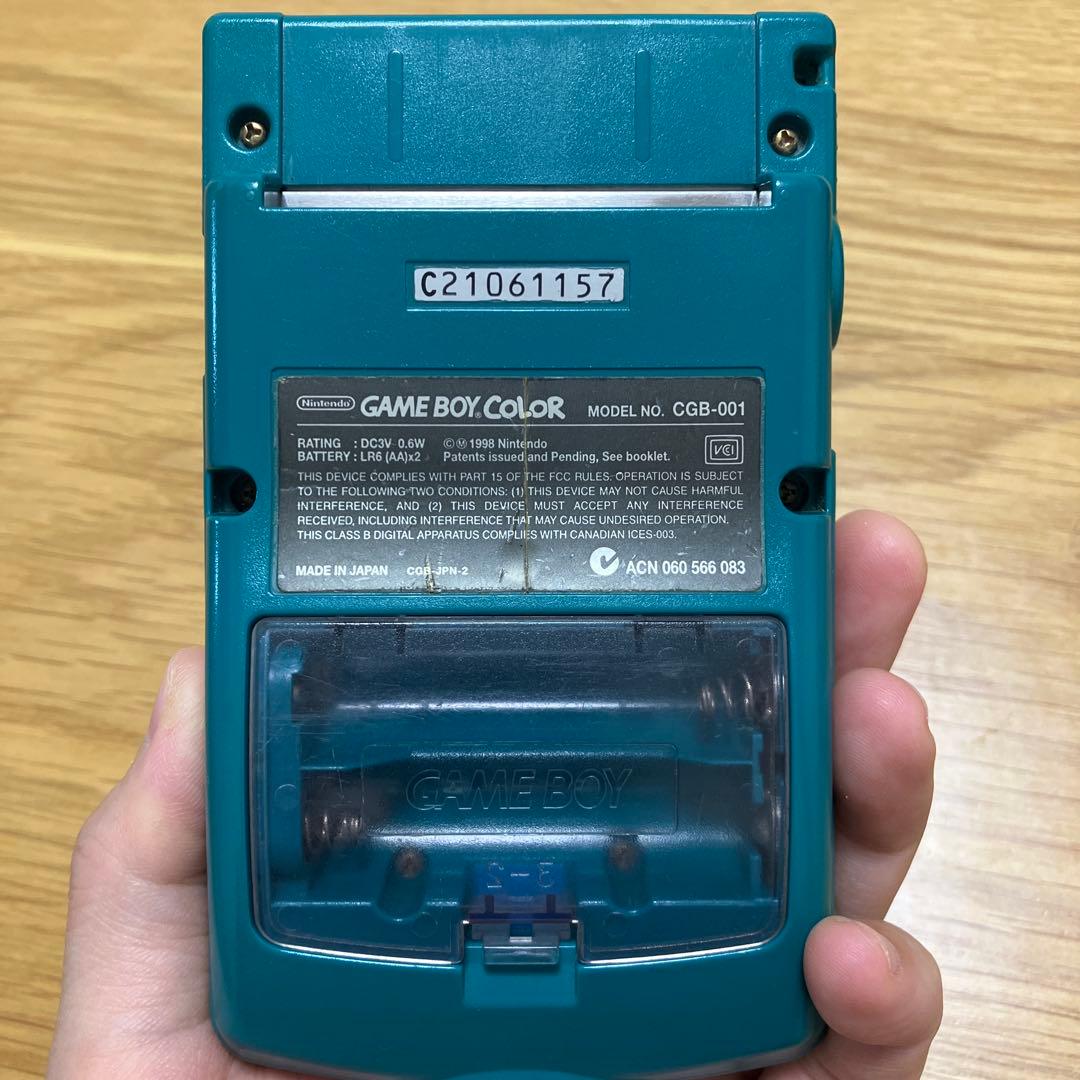 C21061157
Nintendo GAME BOY COLOR MODEL NO. CGB-001
RATING : DC3V 0.6W © Ⓜ 1998 Nintendo
BATTERY : LR6 (AA)x2 Patents issued and Pending, See booklet.
VCI
THIS DEVICE COMPLIES WITH PART 15 OF THE FCC RULES. OPERATION IS SUBJECT
TO THE FOLLOWING TWO CONDITIONS: (1) THIS DEVICE MAY NOT CAUSE HARMFUL
INTERFERENCE, AND (2) THIS DEVICE MUST ACCEPT ANY INTERFERENCE
RECEIVED, INCLUDING INTERFERENCE THAT MAY CAUSE UNDESIRED OPERATION.
THIS CLASS B DIGITAL APPARATUS COMPLIES WITH CANADIAN ICES-003.
MADE IN JAPAN CGB-JPN-2 ACN 060 566 083
GAME BOY